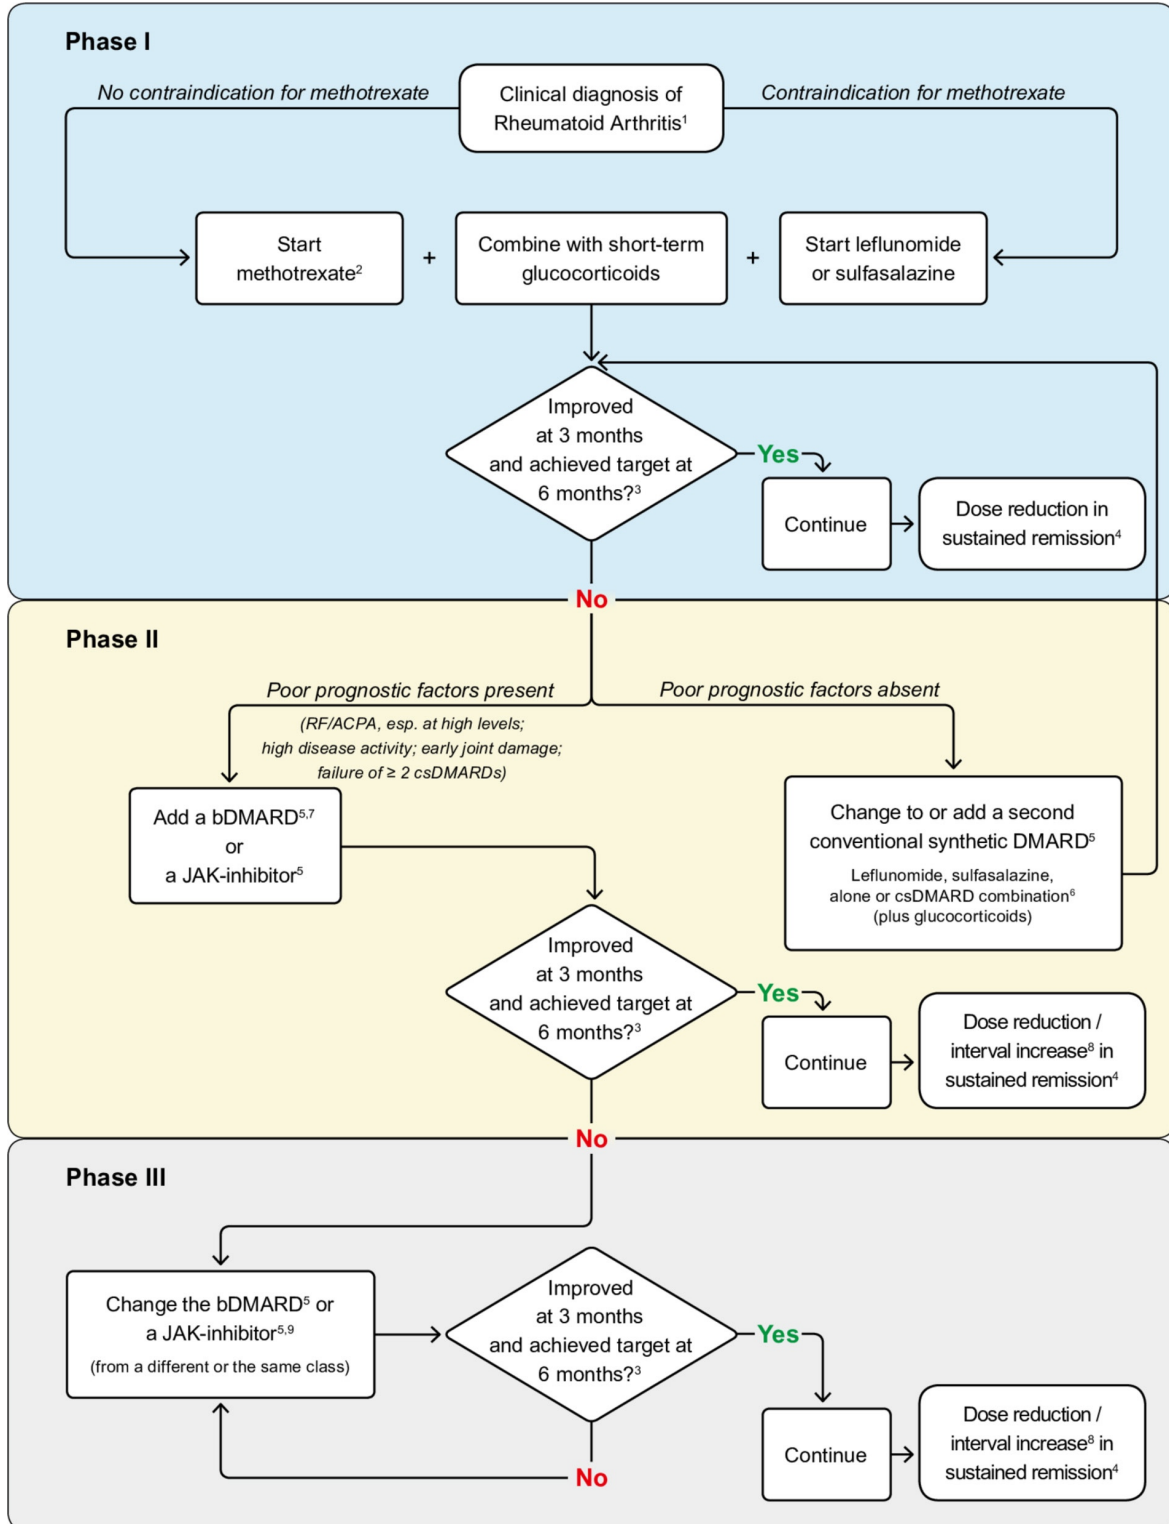 Phase I
No contraindication for methotrexate
Clinical diagnosis of
Rheumatoid Arthritis¹
Contraindication for methotrexate
Start
methotrexate²
+
Combine with short-term
glucocorticoids
+
Start leflunomide
or sulfasalazine
Improved
at 3 months
and achieved target at
6 months?³
Yes
Continue
Dose reduction in
sustained remission⁴
No
Phase II
Poor prognostic factors present
(RF/ACPA, esp. at high levels;
high disease activity; early joint damage;
failure of ≥ 2 csDMARDs)
Poor prognostic factors absent
Add a bDMARD⁵,⁷
or
a JAK-inhibitor⁵
Change to or add a second
conventional synthetic DMARD⁵
Leflunomide, sulfasalazine,
alone or csDMARD combination⁶
(plus glucocorticoids)
Improved
at 3 months
and achieved target at
6 months?³
Yes
Continue
Dose reduction /
interval increase⁸ in
sustained remission⁴
No
Phase III
Change the bDMARD⁵ or
a JAK-inhibitor⁵,⁹
(from a different or the same class)
Improved
at 3 months
and achieved target at
6 months?³
Yes
Continue
Dose reduction /
interval increase⁸ in
sustained remission⁴
No